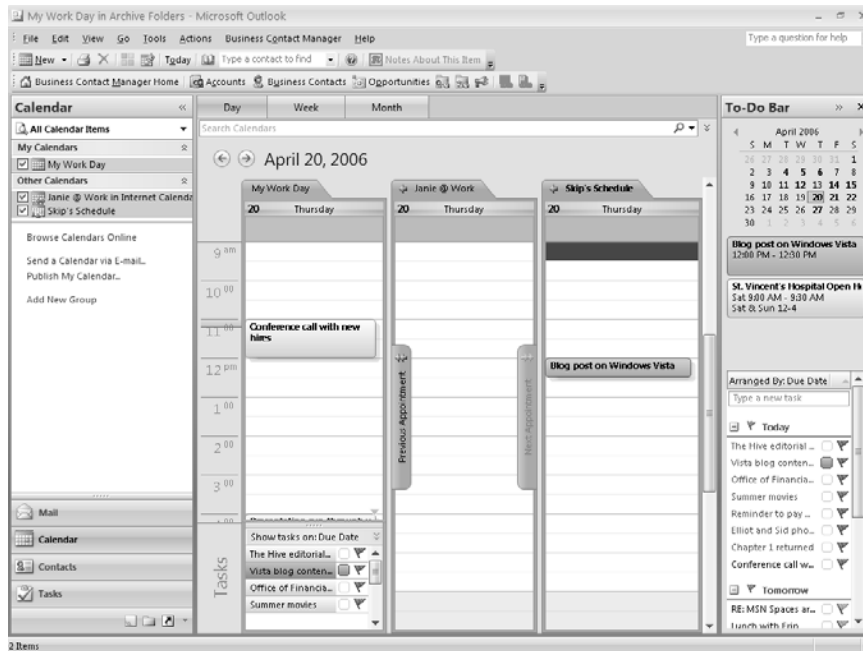 My Work Day in Archive Folders - Microsoft Outlook
File Edit View Go Tools Actions Business Contact Manager Help
Type a question for help
New Today Type a contact to find Notes About This Item
Business Contact Manager Home Accounts Business Contacts Opportunities
Calendar «
All Calendar Items
My Calendars
My Work Day
Other Calendars
Janie @ Work in Internet Calenda
Skip's Schedule
Browse Calendars Online
Send a Calendar via E-mail...
Publish My Calendar...
Add New Group
Mail
Calendar
Contacts
Tasks
2 Items
Day Week Month
Search Calendars
April 20, 2006
My Work Day Janie @ Work Skip's Schedule
20 Thursday 20 Thursday 20 Thursday
9 am
10 00
11 00
Conference call with new
hires
12 pm
Blog post on Windows Vista
1 00
2 00
3 00
Previous Appointment
Next Appointment
Tasks
Show tasks on: Due Date
The Hive editorial...
Vista blog conten...
Office of Financia...
Summer movies
To-Do Bar »
April 2006
S M T W T F S
26 27 28 29 30 31 1
2 3 4 5 6 7 8
9 10 11 12 13 14 15
16 17 18 19 20 21 22
23 24 25 26 27 28 29
30 1 2 3 4 5 6
Blog post on Windows Vista
12:00 PM - 12:30 PM
St. Vincent's Hospital Open H
Sat 9:00 AM - 9:30 AM
Sat & Sun 12-4
Arranged By: Due Date
Type a new task
Today
The Hive editorial ...
Vista blog conten...
Office of Financia...
Summer movies
Reminder to pay ...
Elliot and Sid pho...
Chapter 1 returned
Conference call w...
Tomorrow
RE: MSN Spaces ar...
Lunch with Erin